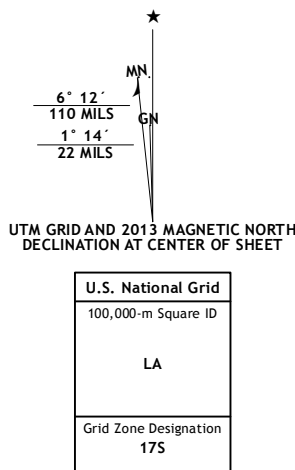 ★
MN.
6° 12´
110 MILS
GN
1° 14´
22 MILS
UTM GRID AND 2013 MAGNETIC NORTH
DECLINATION AT CENTER OF SHEET
U.S. National Grid
100,000-m Square ID
LA
Grid Zone Designation
17S